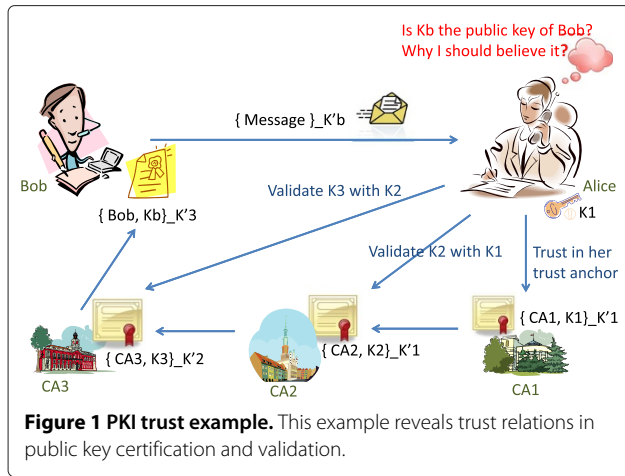 Is Kb the public key of Bob?
Why I should believe it?
{ Message }_K’b
Bob
Alice
K1
{ Bob, Kb}_K’3
Validate K3 with K2
Validate K2 with K1
Trust in her
trust anchor
{ CA1, K1}_K’1
{ CA2, K2}_K’1
{ CA3, K3}_K’2
CA3
CA2
CA1
Figure 1 PKI trust example. This example reveals trust relations in
public key certification and validation.